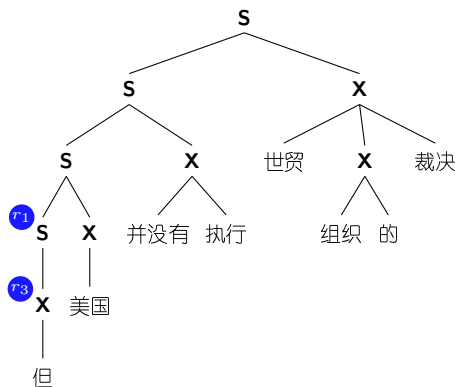 S
S X
S X 世贸 X 裁决
r1 S X 并没有 执行 组织 的
r3 X 美国
但